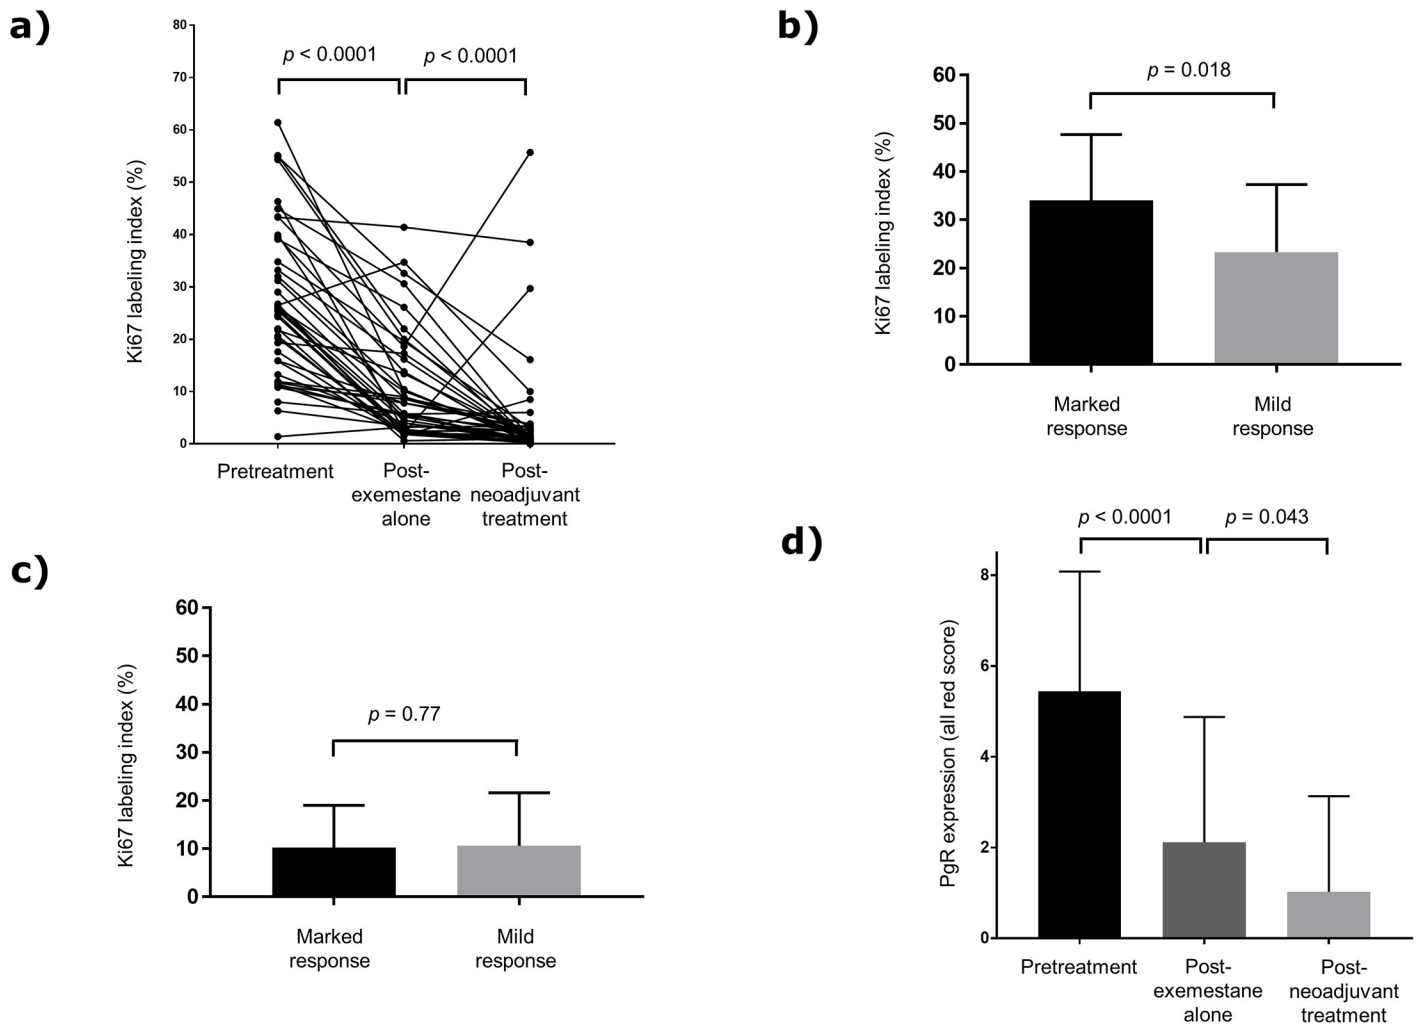 a)
80
70
60
50
40
30
20
10
0
Ki67 labeling index (%)
p < 0.0001
p < 0.0001
Pretreatment
Post-
exemestane
alone
Post-
neoadjuvant
treatment
b)
60
50
40
30
20
10
0
Ki67 labeling index (%)
p = 0.018
Marked
response
Mild
response
c)
60
50
40
30
20
10
0
Ki67 labeling index (%)
p = 0.77
Marked
response
Mild
response
d)
8
6
4
2
0
PgR expression (all red score)
p < 0.0001
p = 0.043
Pretreatment
Post-
exemestane
alone
Post-
neoadjuvant
treatment